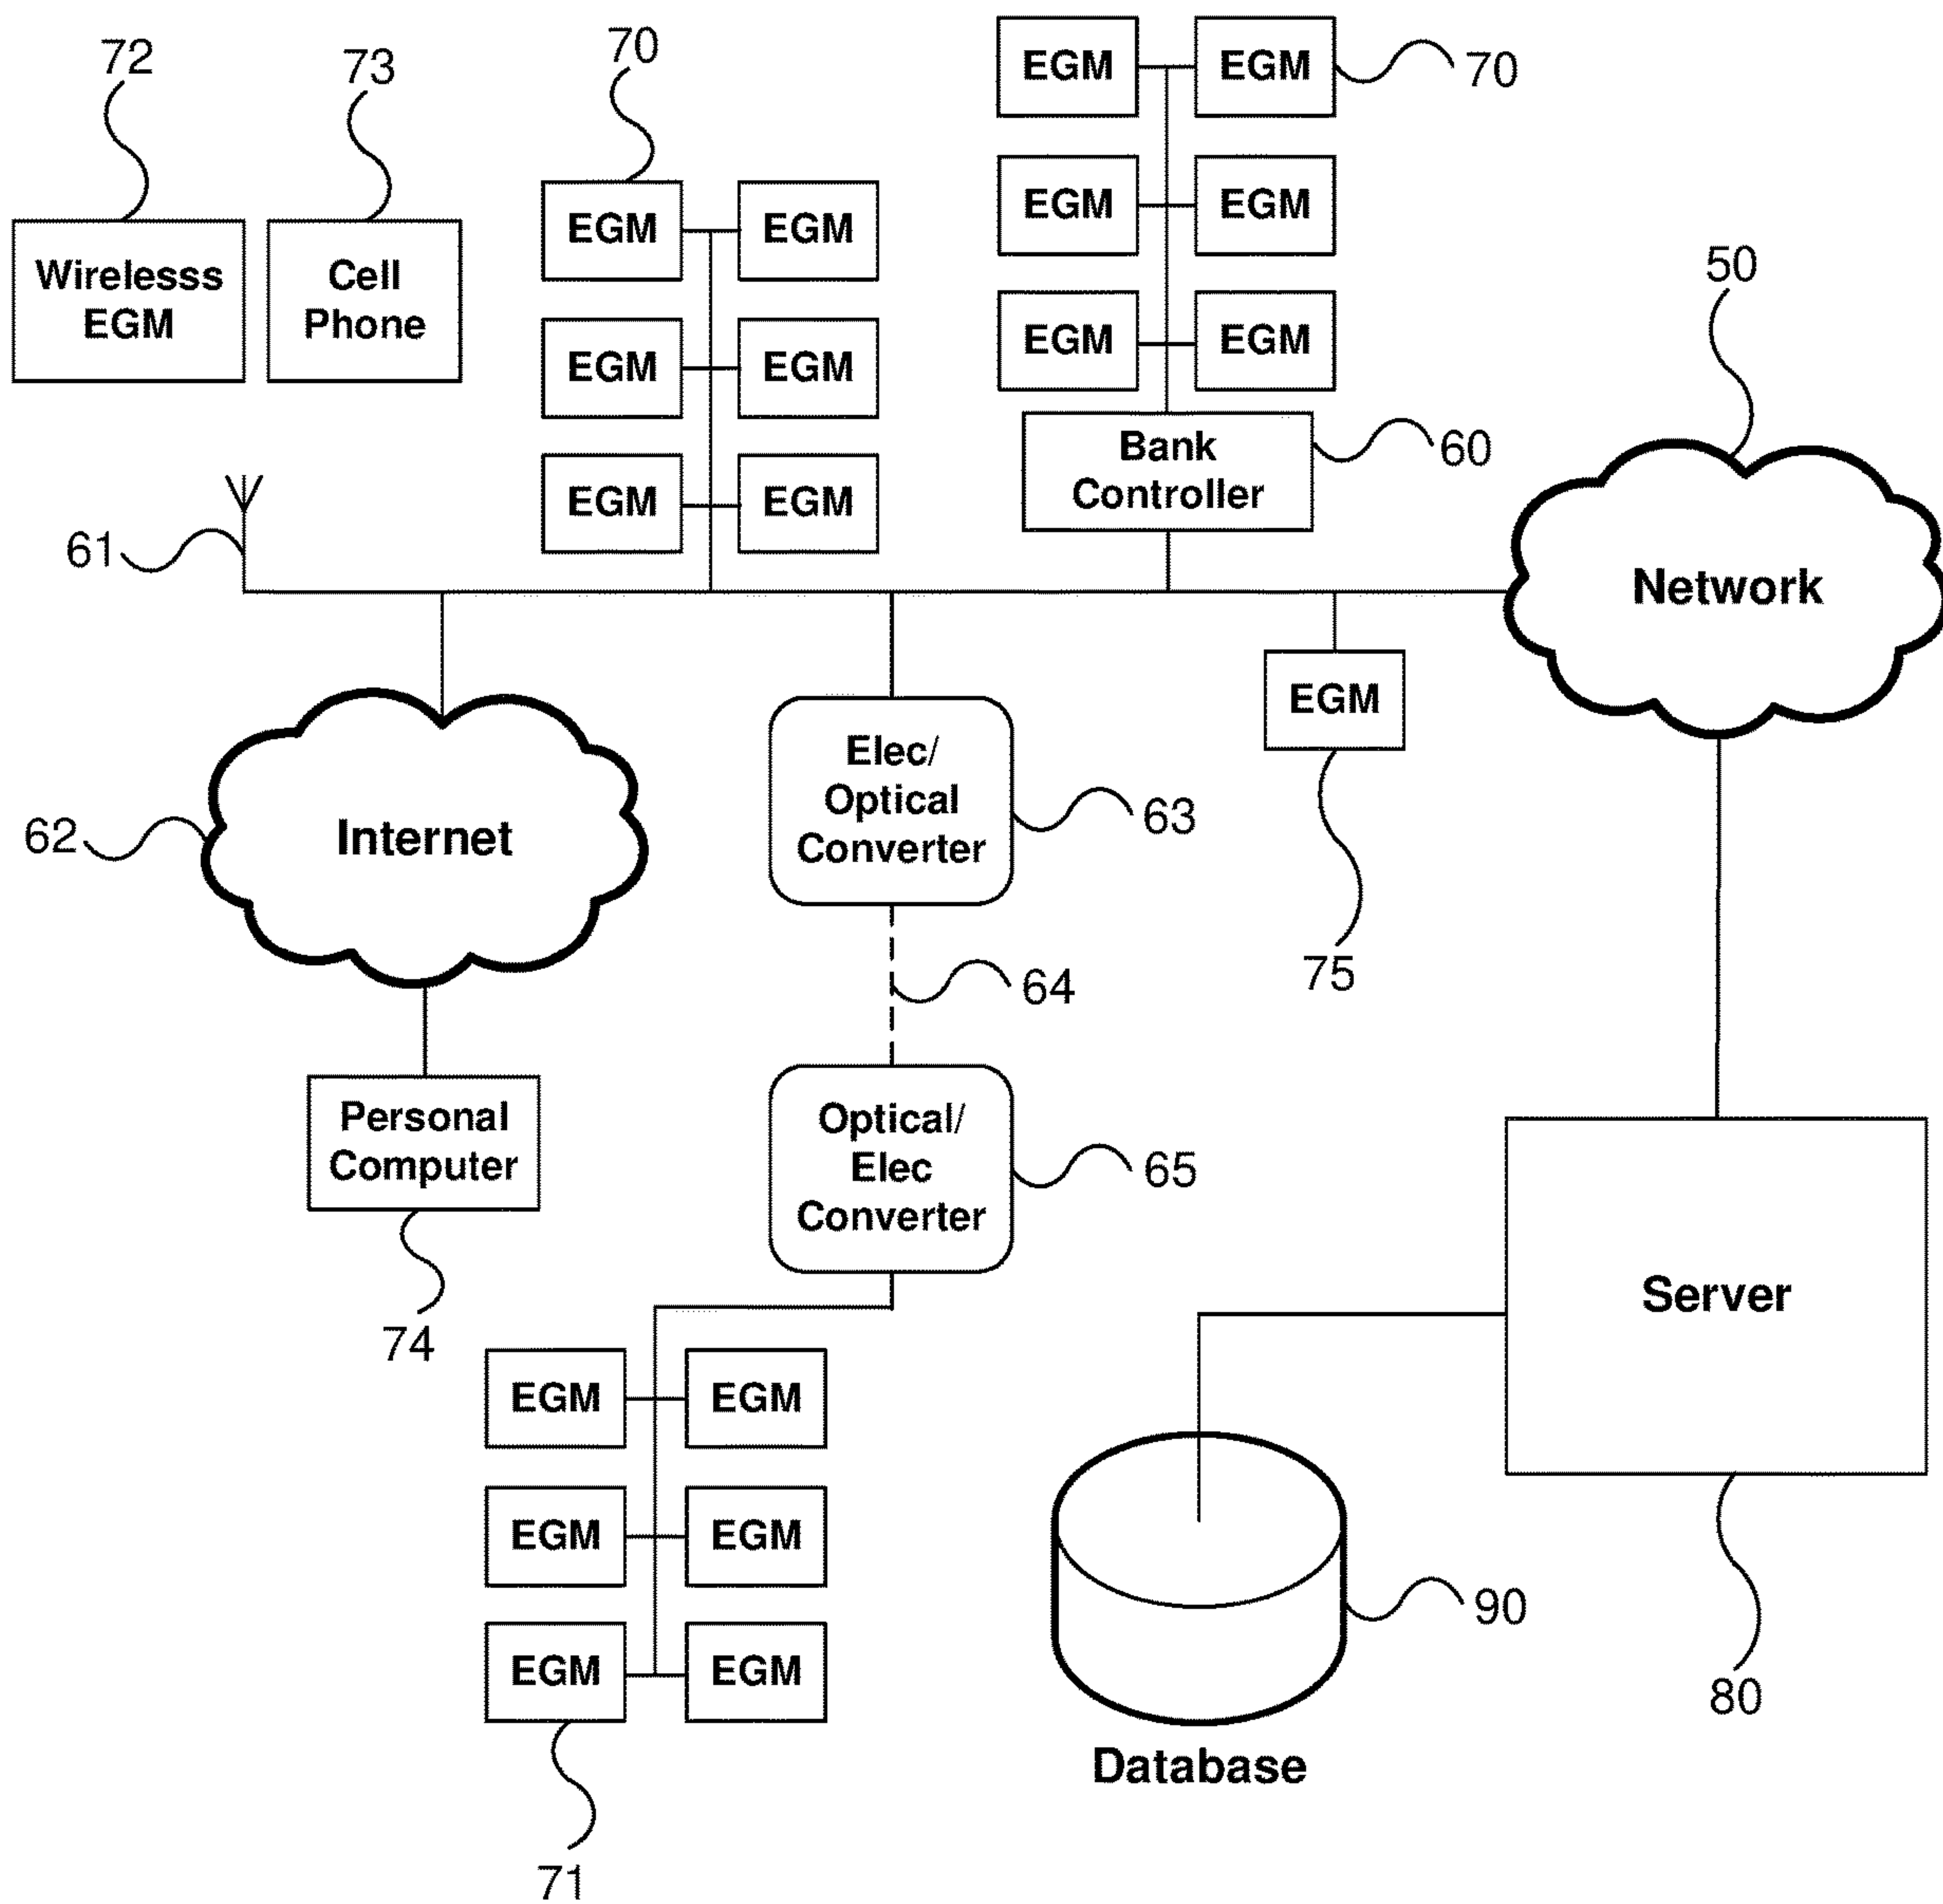 72
73
70
EGM
EGM
70
Wirelesss
EGM
Cell
Phone
EGM
EGM
EGM
EGM
EGM
EGM
EGM
EGM
EGM
EGM
Bank
Controller
60
50
EGM
EGM
61
Network
EGM
75
Internet
62
Elec/
Optical
Converter
63
64
Personal
Computer
74
Optical/
Elec
Converter
65
Server
80
EGM
EGM
EGM
EGM
EGM
EGM
71
90
Database